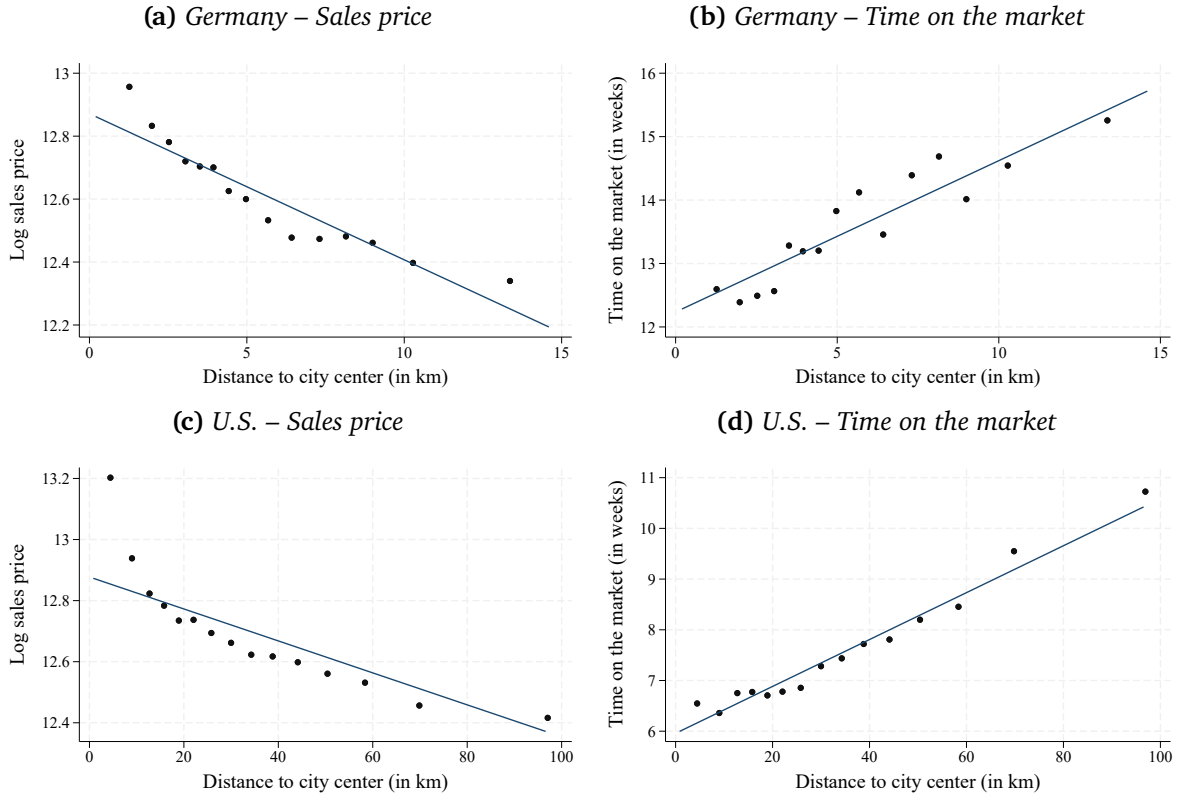 (a) Germany – Sales price
(b) Germany – Time on the market
Log sales price
13
12.8
12.6
12.4
12.2
0 5 10 15
Distance to city center (in km)
Time on the market (in weeks)
16
15
14
13
12
0 5 10 15
Distance to city center (in km)
(c) U.S. – Sales price
(d) U.S. – Time on the market
Log sales price
13.2
13
12.8
12.6
12.4
0 20 40 60 80 100
Distance to city center (in km)
Time on the market (in weeks)
11
10
9
8
7
6
0 20 40 60 80 100
Distance to city center (in km)